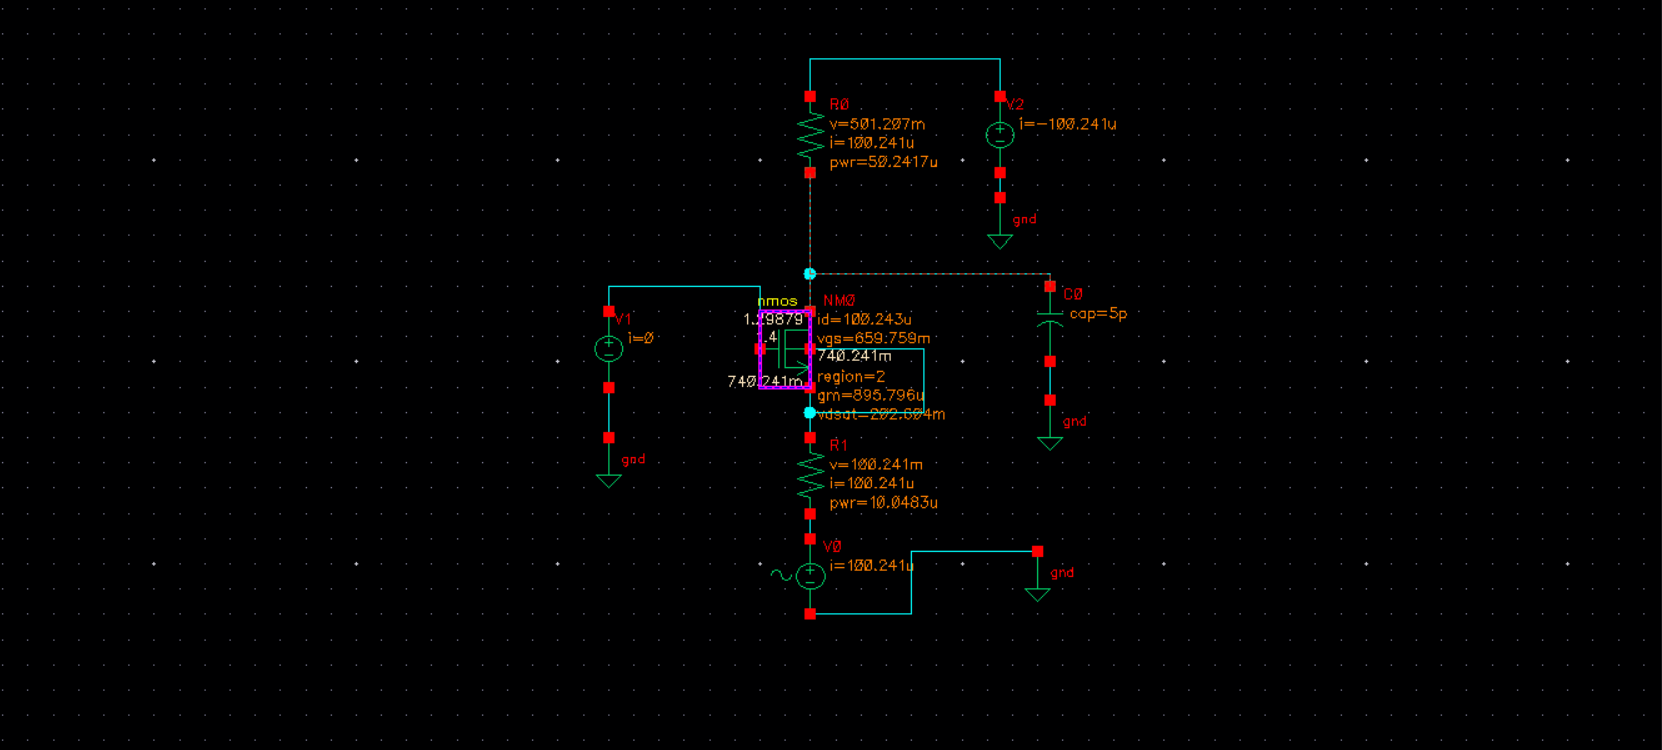 R0
v=501.207m
i=100.241u
pwr=50.2417u
V2
i=-100.241u
gnd
nmos
NM0
1.29879
id=100.243u
.4
vgs=659.759m
740.241m
740.241m
region=2
gm=895.796u
vdsat=202.604m
V1
i=0
gnd
C0
cap=5p
gnd
R1
v=100.241m
i=100.241u
pwr=10.0483u
V0
i=100.241u
gnd